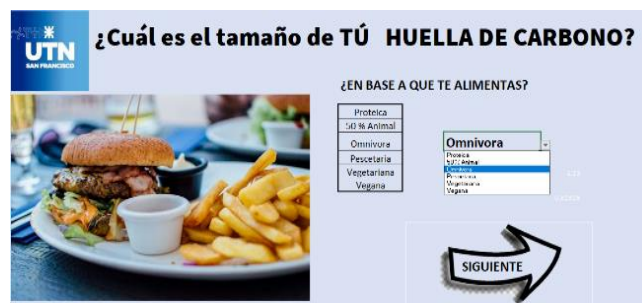 UTN
SAN FRANCISCO
¿Cuál es el tamaño de TÚ HUELLA DE CARBONO?
¿EN BASE A QUE TE ALIMENTAS?
Proteica
50 % Animal
Omnivora
Pescetaria
Vegetariana
Vegana
Omnivora
Proteica
50 % Animal
Omnivora
Pescetaria
Vegetariana
Vegana
SIGUIENTE